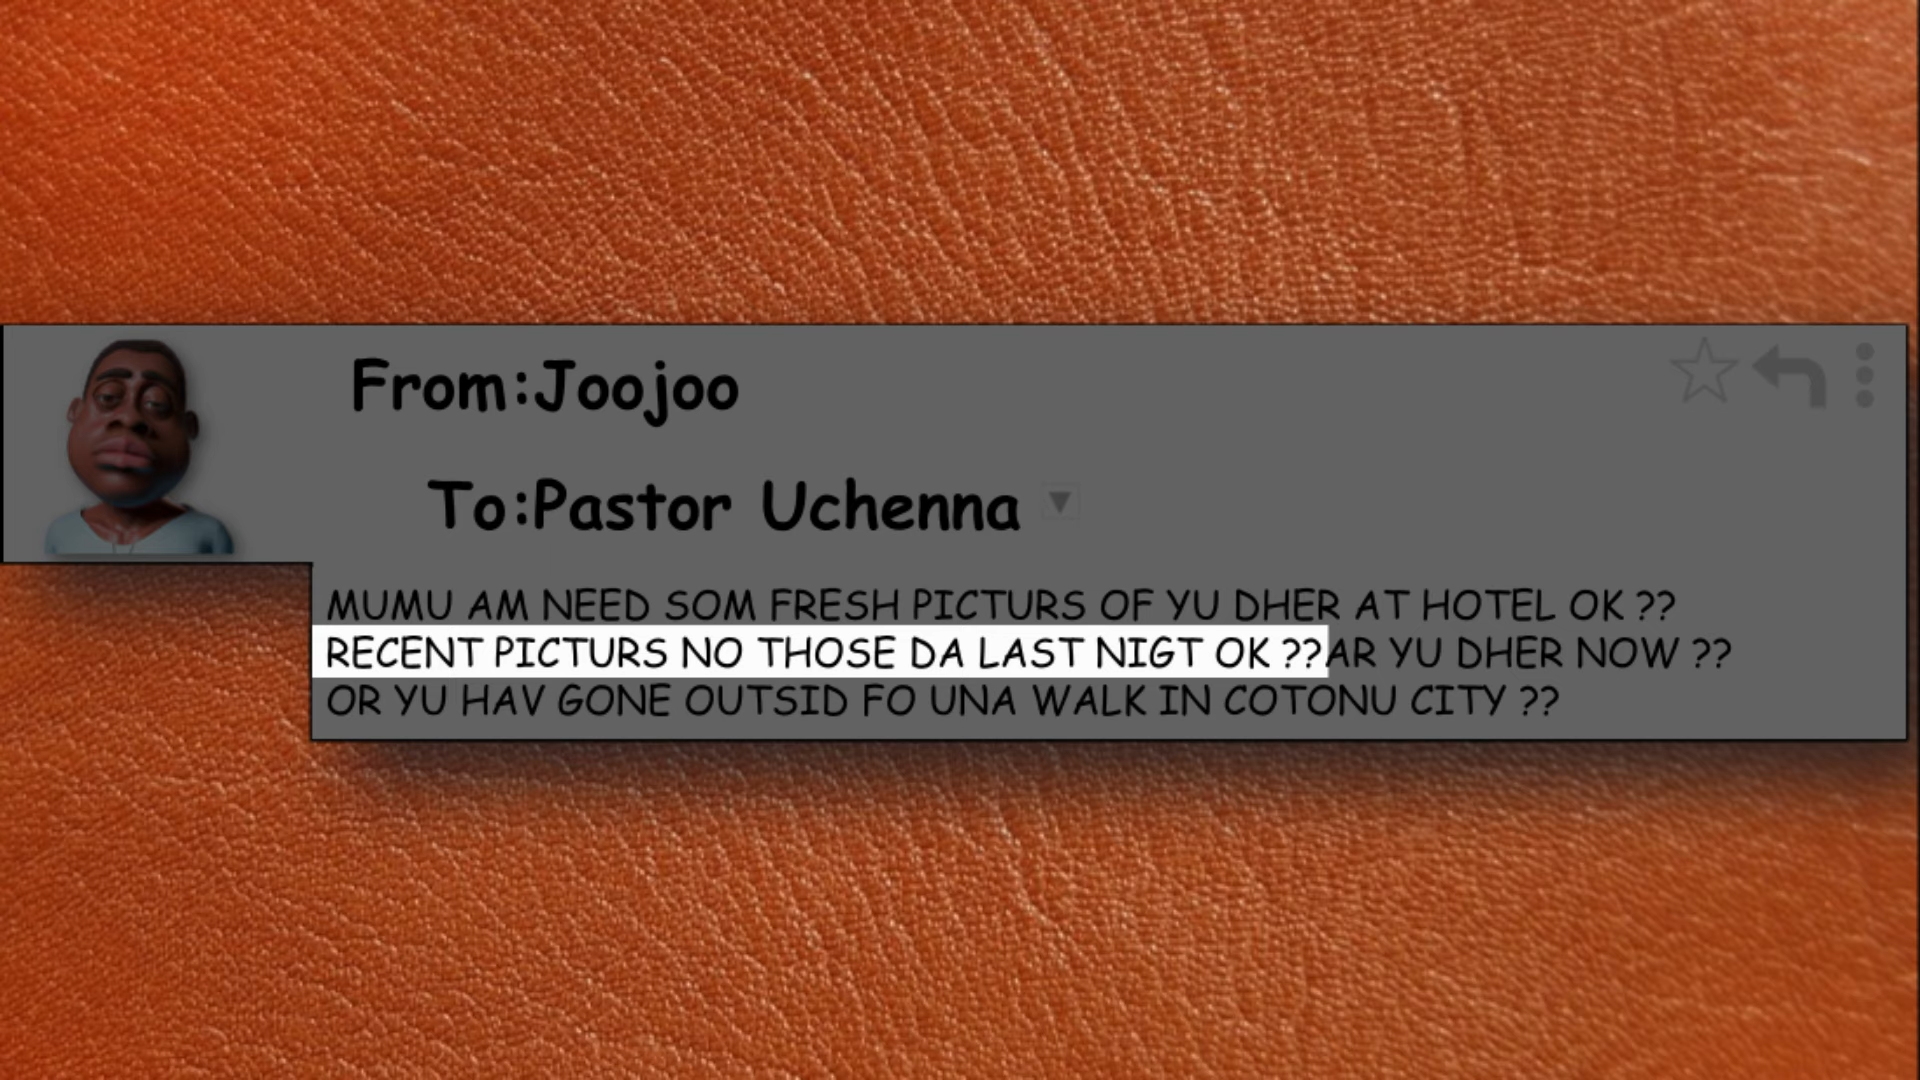 From:Joojoo
To:Pastor Uchenna
MUMU AM NEED SOM FRESH PICTURS OF YU DHER AT HOTEL OK ??
RECENT PICTURS NO THOSE DA LAST NIGT OK ??AR YU DHER NOW ??
OR YU HAV GONE OUTSID FO UNA WALK IN COTONU CITY ??